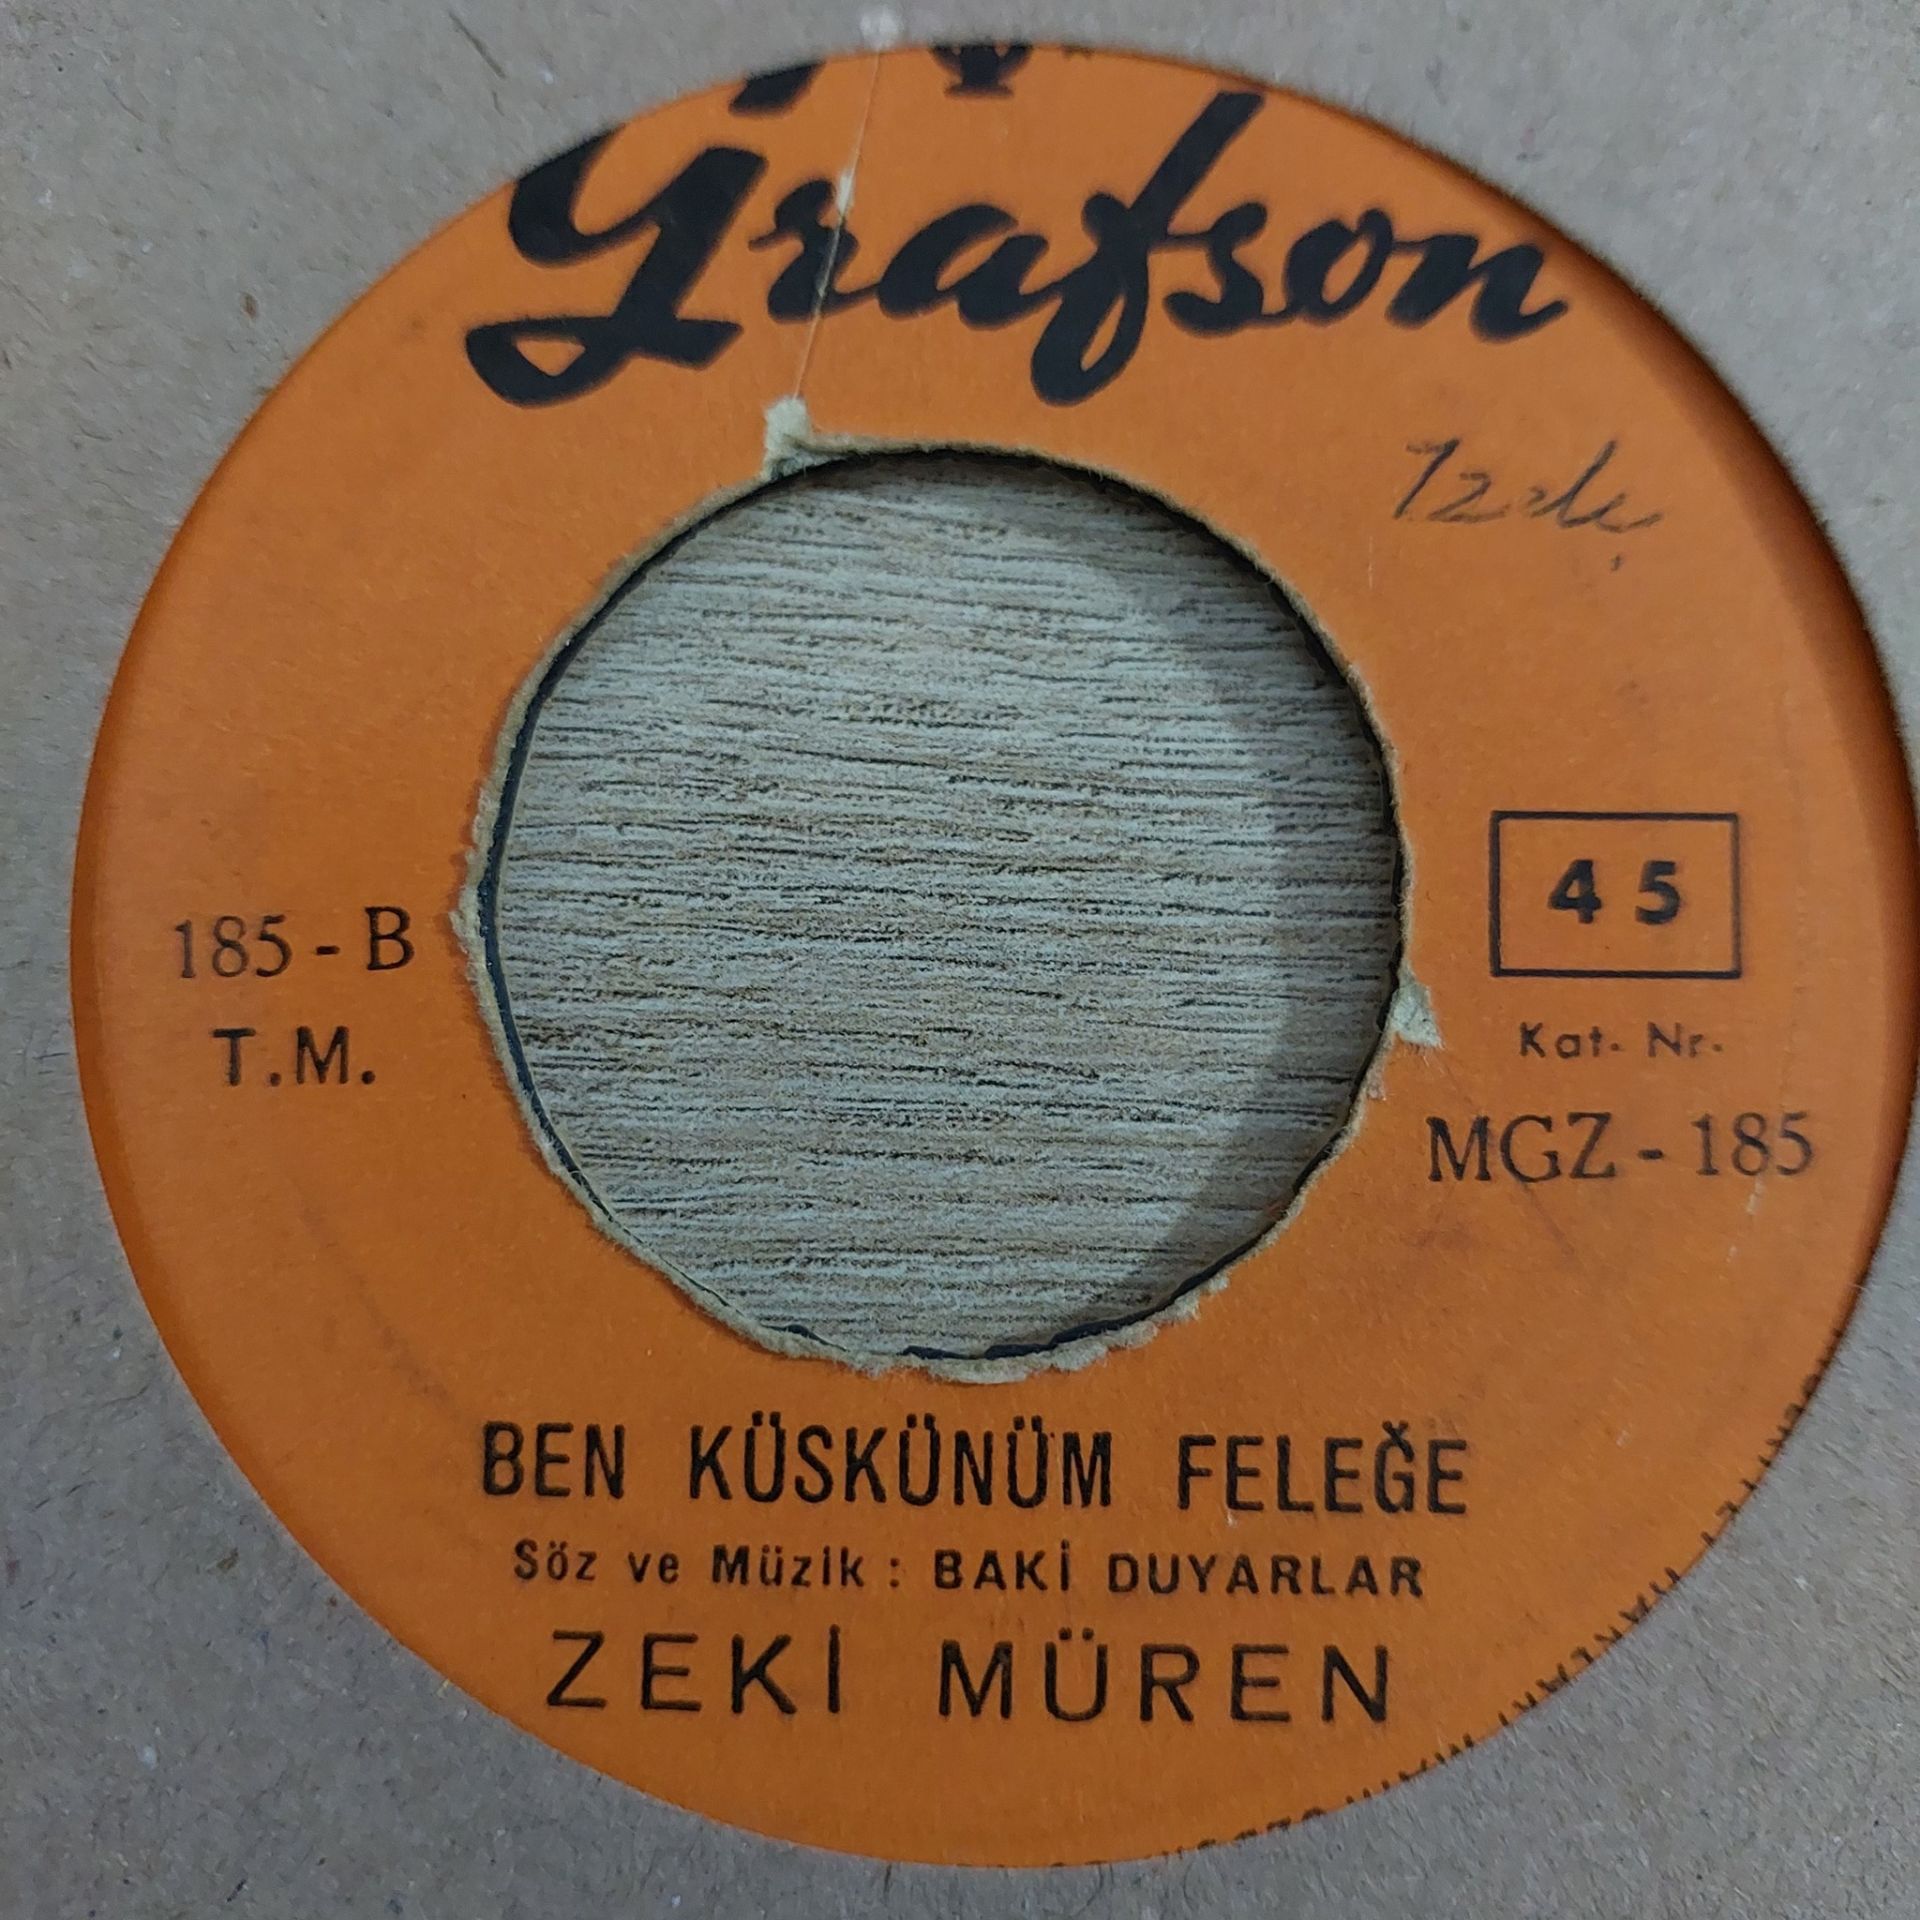 Grafson
45
185 - B
T.M.
Kat. Nr.
MGZ - 185
BEN KÜSKÜNÜM FELEĞE
Söz ve Müzik : BAKİ DUYARLAR
ZEKİ MÜREN